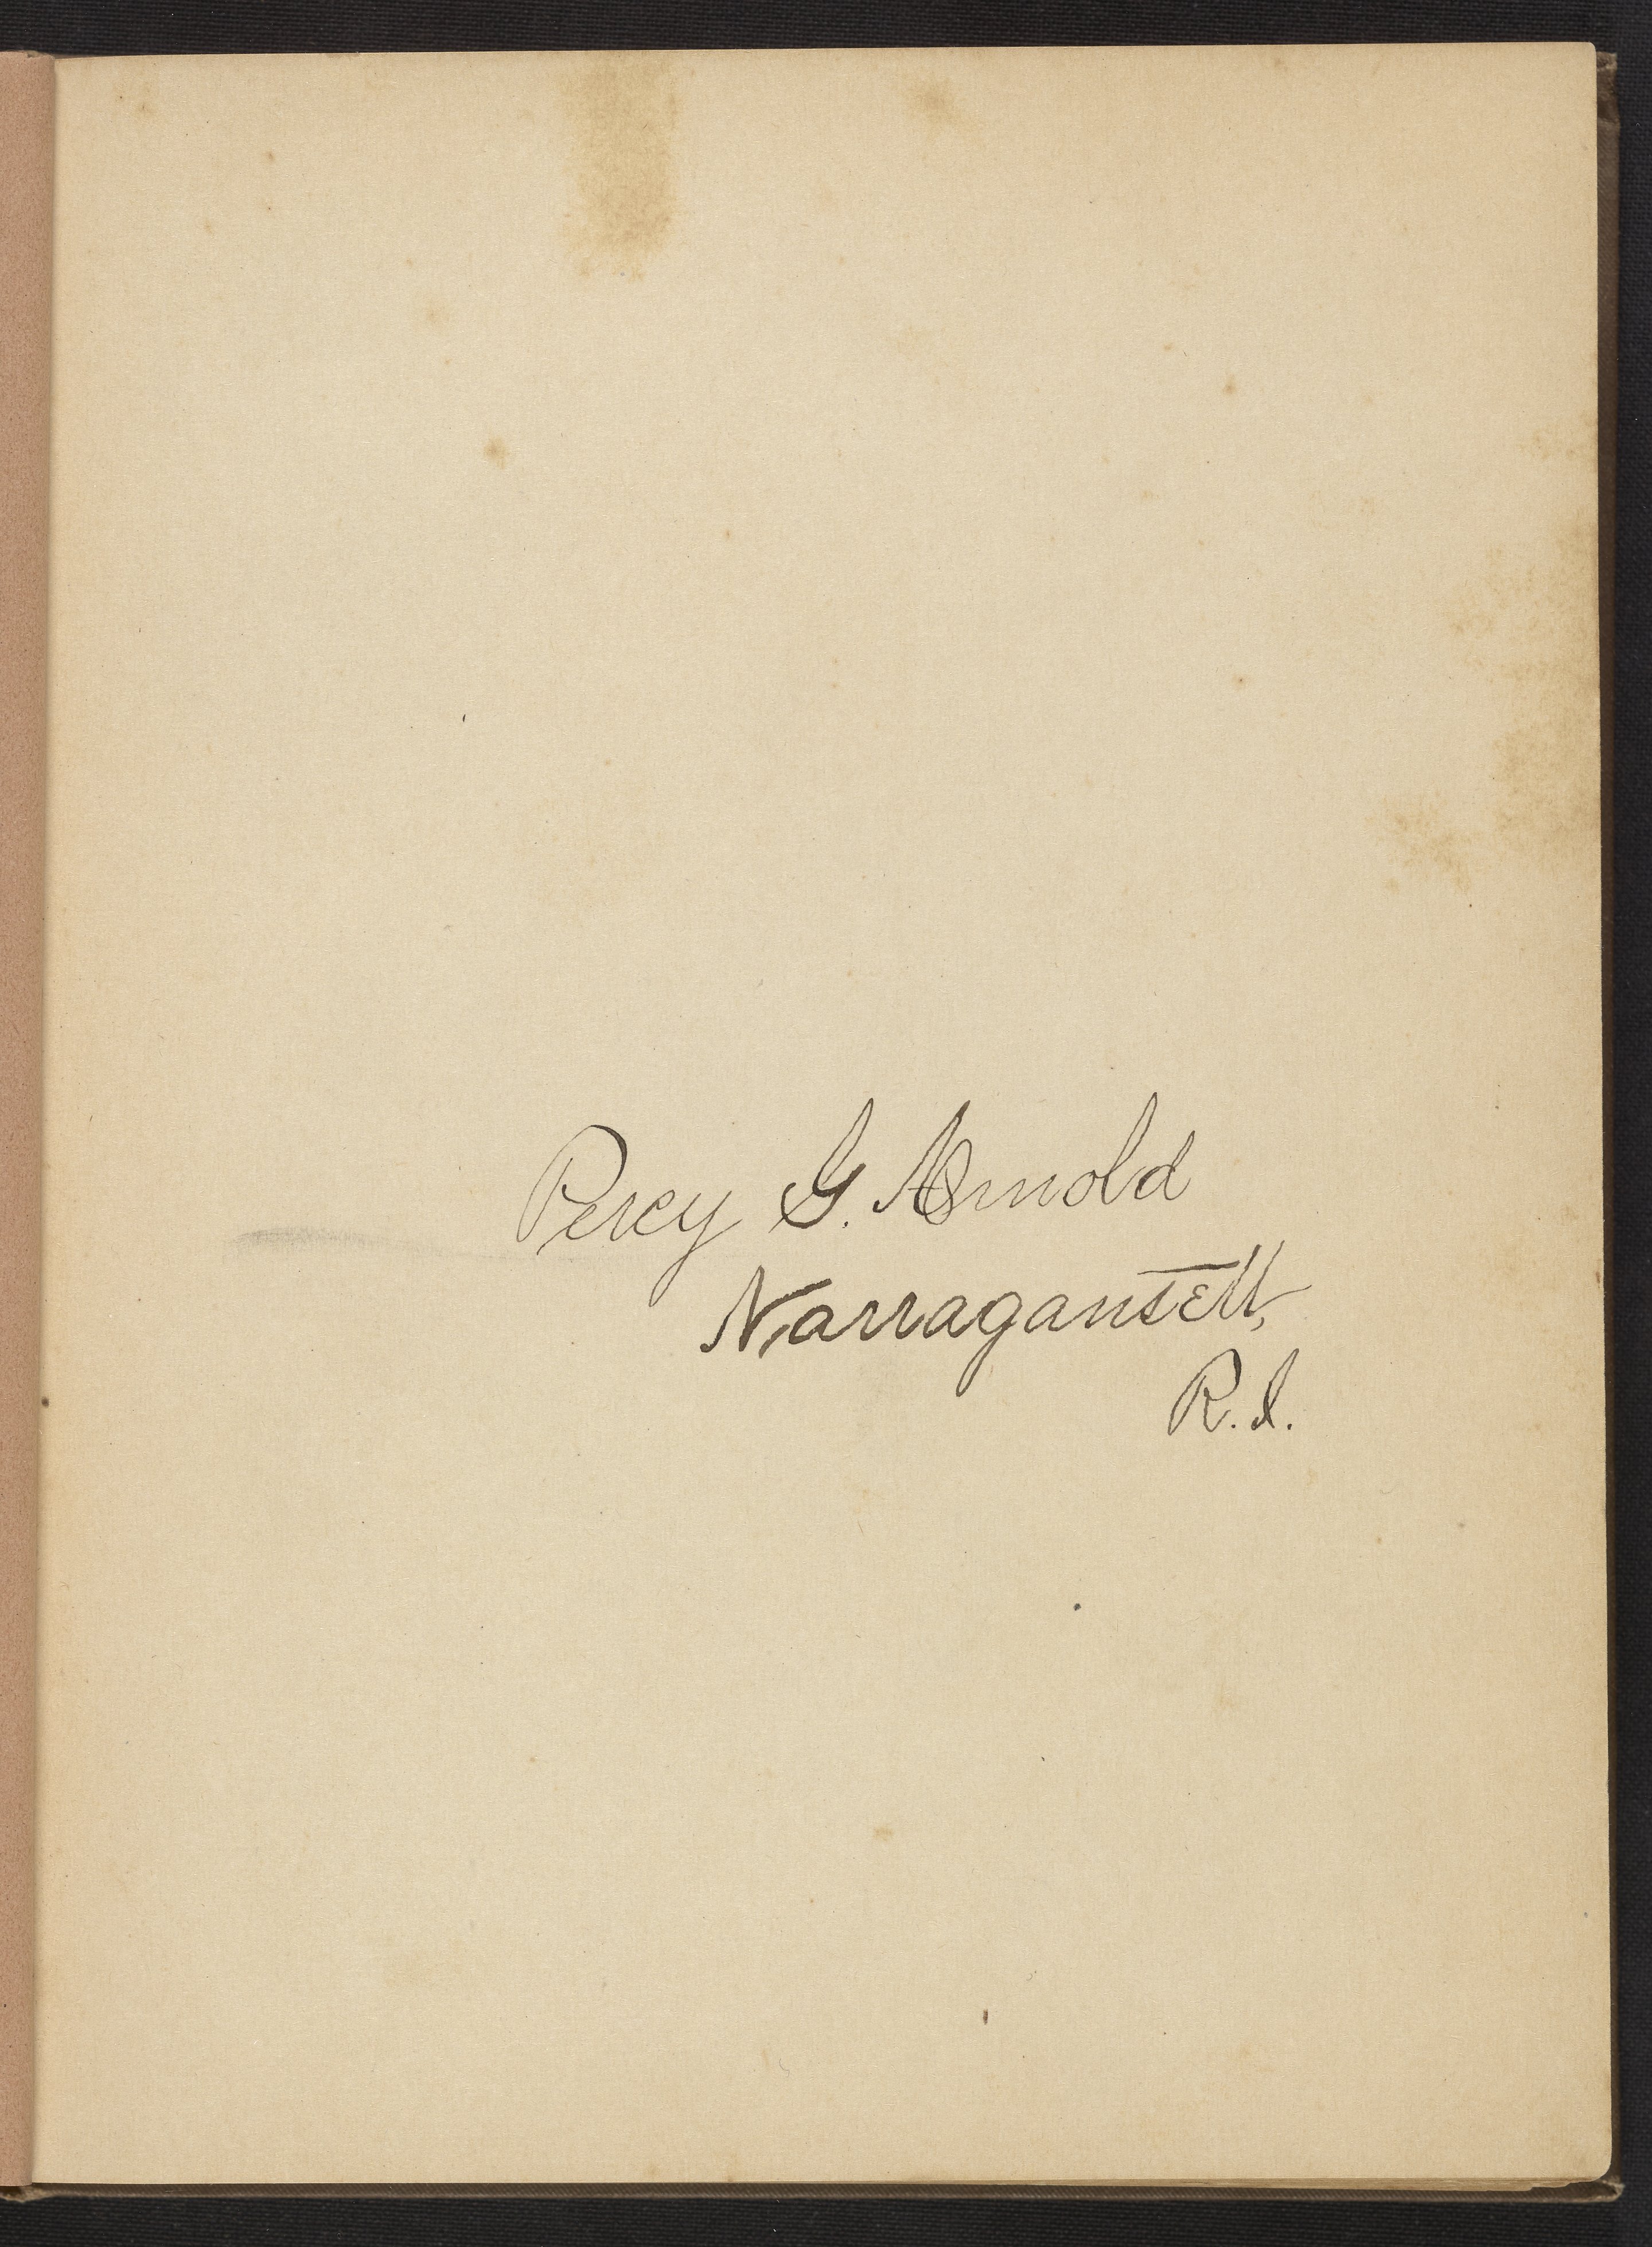 Percy G. Arnold
Narragansett,
R.I.